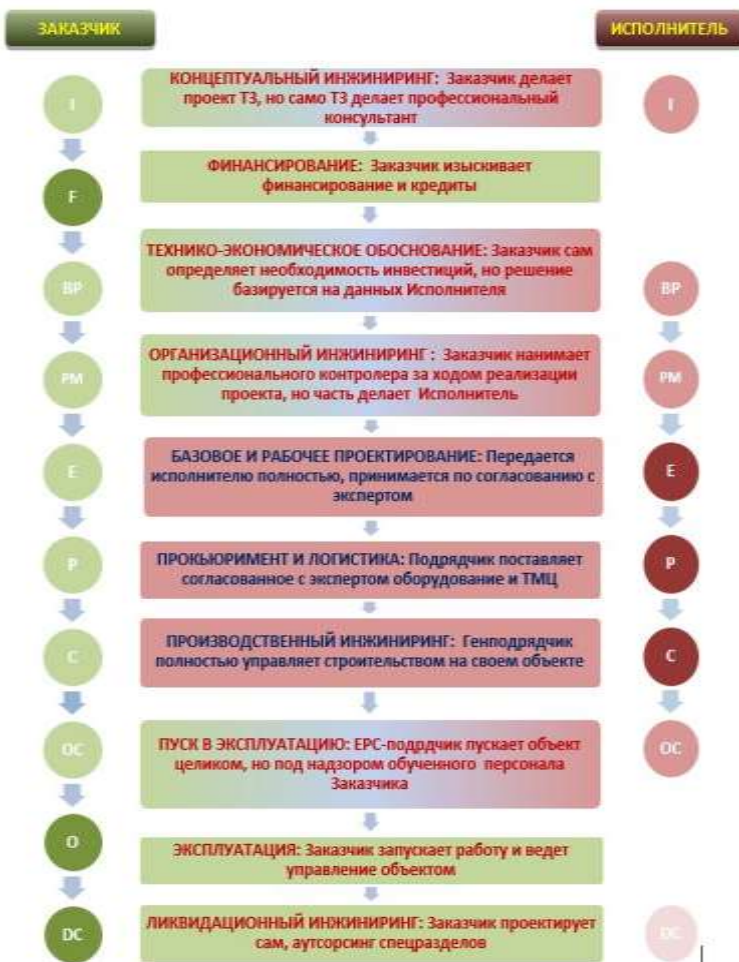 ЗАКАЗЧИК
ИСПОЛНИТЕЛЬ
I
КОНЦЕПТУАЛЬНЫЙ ИНЖИНИРИНГ: Заказчик делает
проект ТЗ, но само ТЗ делает профессиональный
консультант
I
F
ФИНАНСИРОВАНИЕ: Заказчик изыскивает
финансирование и кредиты
BP
ТЕХНИКО-ЭКОНОМИЧЕСКОЕ ОБОСНОВАНИЕ: Заказчик сам
определяет необходимость инвестиций, но решение
базируется на данных Исполнителя
BP
PM
ОРГАНИЗАЦИОННЫЙ ИНЖИНИРИНГ : Заказчик нанимает
профессионального контролера за ходом реализации
проекта, но часть делает Исполнитель
PM
E
БАЗОВОЕ И РАБОЧЕЕ ПРОЕКТИРОВАНИЕ: Передается
исполнителю полностью, принимается по согласованию с
экспертом
E
P
ПРОКЬЮРИМЕНТ И ЛОГИСТИКА: Подрядчик поставляет
согласованное с экспертом оборудование и ТМЦ
P
C
ПРОИЗВОДСТВЕННЫЙ ИНЖИНИРИНГ: Генподрядчик
полностью управляет строительством на своем объекте
C
OC
ПУСК В ЭКСПЛУАТАЦИЮ: EPC-подрдчик пускает объект
целиком, но под надзором обученного персонала
Заказчика
OC
O
ЭКСПЛУАТАЦИЯ: Заказчик запускает работу и ведет
управление объектом
DC
ЛИКВИДАЦИОННЫЙ ИНЖИНИРИНГ: Заказчик проектирует
сам, аутсорсинг спецразделов
DC